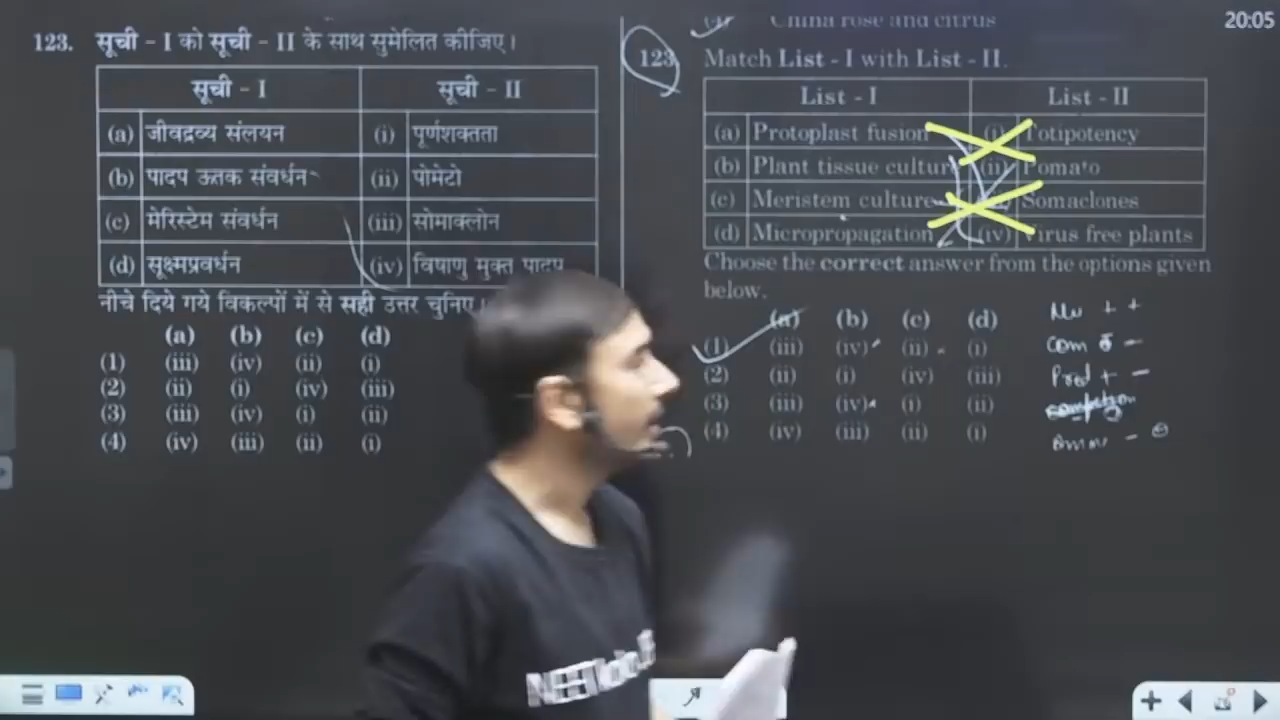 20:05
China rose and citrus
123. सूची - I को सूची - II के साथ सुमेलित कीजिए।
सूची - I सूची - II
(a) जीवद्रव्य संलयन (i) पूर्णशक्तता
(b) पादप ऊतक संवर्धन (ii) पोमेटो
(c) मेरिस्टेम संवर्धन (iii) सोमाक्लोन
(d) सूक्ष्मप्रवर्धन (iv) विषाणु मुक्त पादप
नीचे दिये गये विकल्पों में से सही उत्तर चुनिए।
(a) (b) (c) (d)
(1) (iii) (iv) (ii) (i)
(2) (ii) (i) (iv) (iii)
(3) (iii) (iv) (i) (ii)
(4) (iv) (iii) (ii) (i)
123
Match List - I with List - II.
List - I List - II
(a) Protoplast fusion (i) Totipotency
(b) Plant tissue culture (ii) Pomato
(c) Meristem culture Somaclones
(d) Micropropagation (iv) Virus free plants
Choose the correct answer from the options given
below.
(a) (b) (c) (d)
(1) (iii) (iv) (ii) (i)
(2) (ii) (i) (iv) (iii)
(3) (iii) (iv) (i) (ii)
(4) (iv) (iii) (ii) (i)
+ +
Com -
Pred + -